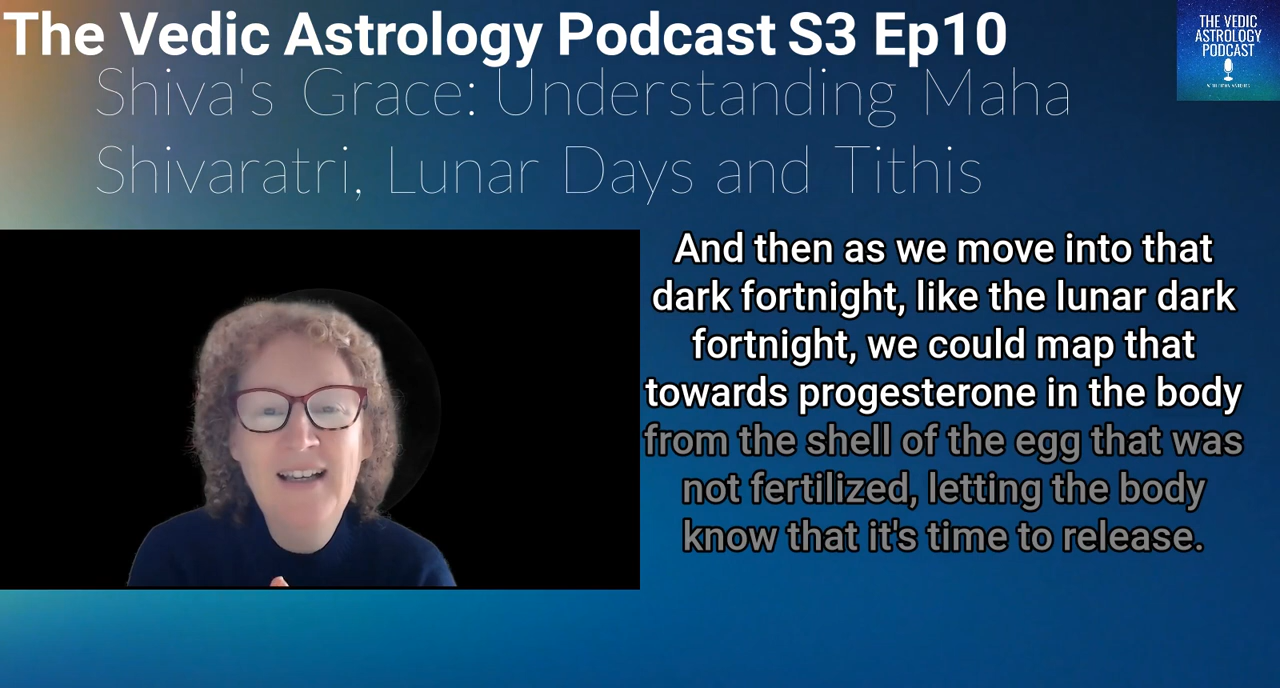 The Vedic Astrology Podcast S3 Ep10
Shiva's Grace: Understanding Maha
Shivaratri, Lunar Days and Tithis
THE VEDIC
ASTROLOGY
PODCAST
And then as we move into that
dark fortnight, like the lunar dark
fortnight, we could map that
towards progesterone in the body
from the shell of the egg that was
not fertilized, letting the body
know that it's time to release.